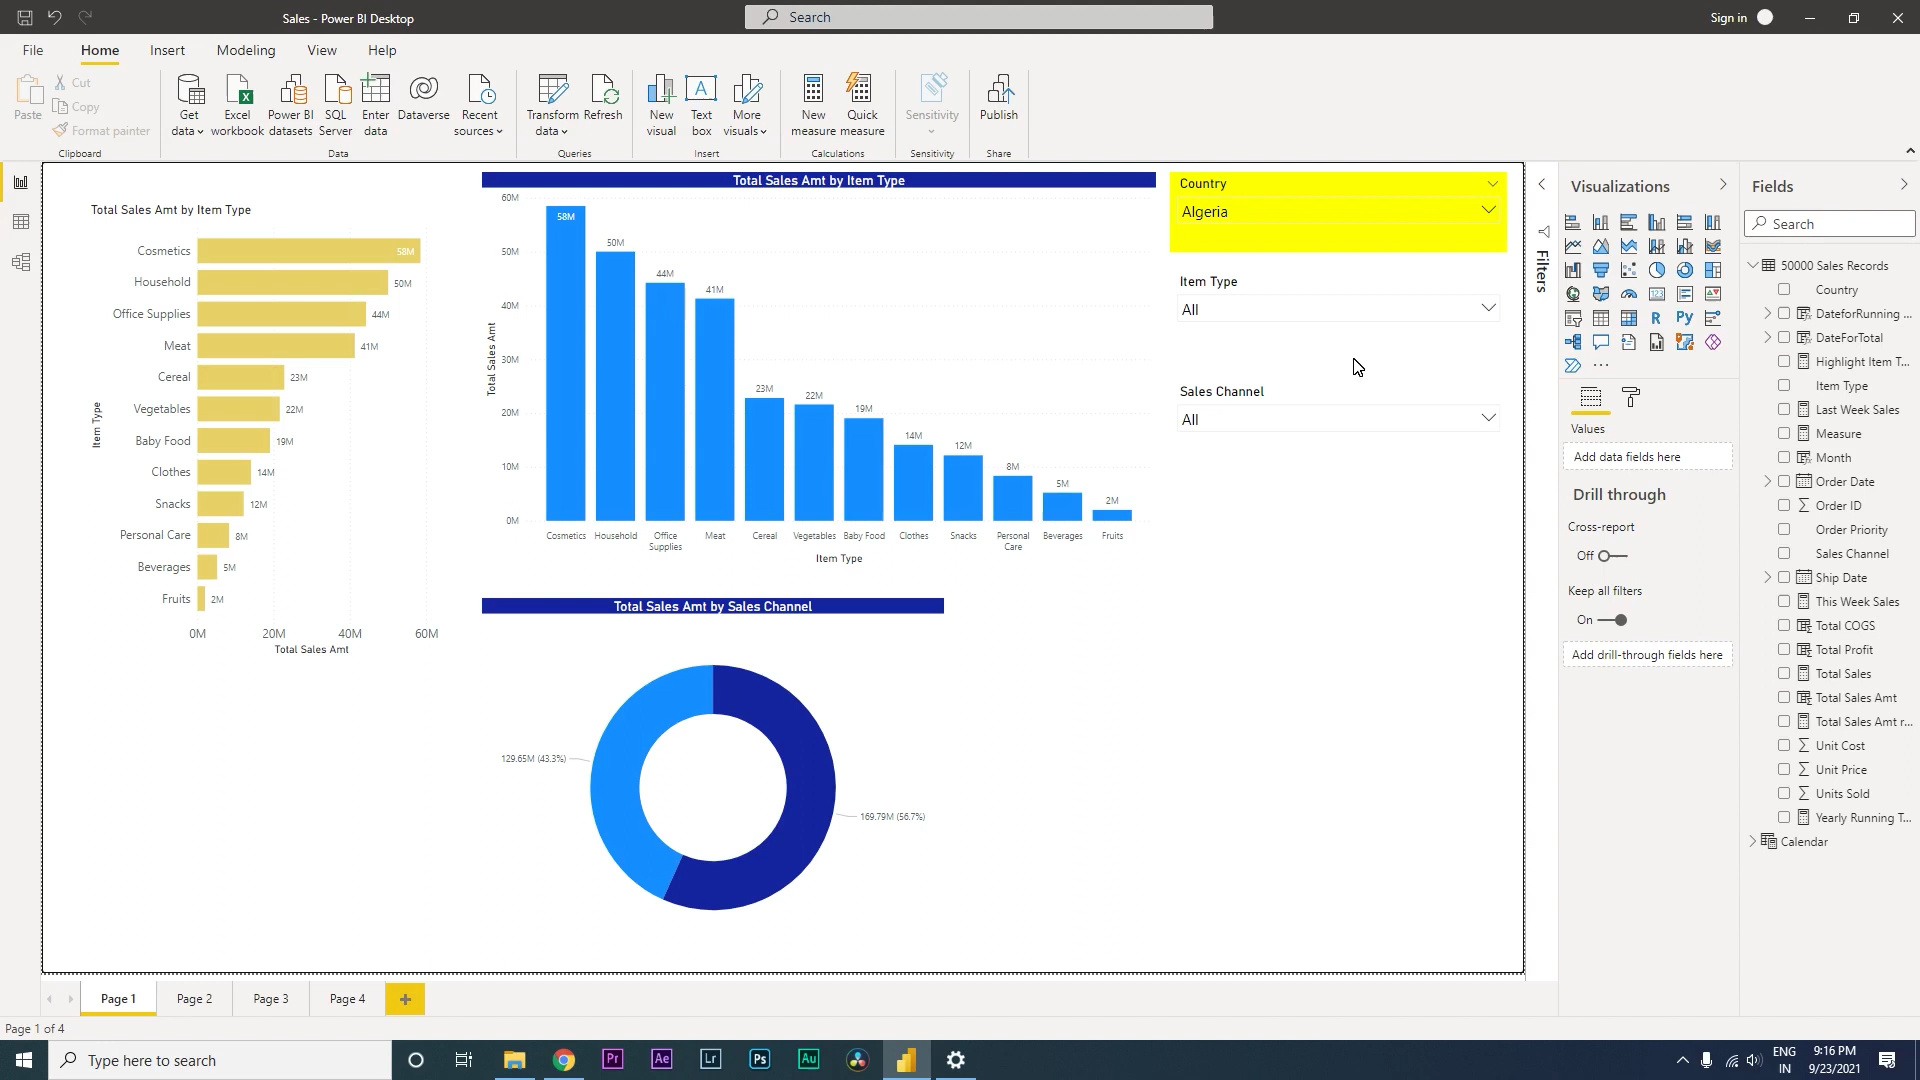 Sales - Power BI Desktop
Search
Sign in
File
Home
Insert
Modeling
View
Help
Paste
Cut
Copy
Format painter
Clipboard
Get data
Excel workbook
Power BI datasets
SQL Server
Enter data
Dataverse
Recent sources
Data
Transform data
Refresh
Queries
New visual
Text box
More visuals
Insert
New measure
Quick measure
Calculations
Sensitivity
Sensitivity
Publish
Share
Total Sales Amt by Item Type
Item Type
Cosmetics 58M
Household 50M
Office Supplies 44M
Meat 41M
Cereal 23M
Vegetables 22M
Baby Food 19M
Clothes 14M
Snacks 12M
Personal Care 8M
Beverages 5M
Fruits 2M
0M 20M 40M 60M
Total Sales Amt
Total Sales Amt by Item Type
Total Sales Amt
60M
50M
40M
30M
20M
10M
0M
58M
50M
44M
41M
23M
22M
19M
14M
12M
8M
5M
2M
Cosmetics
Household
Office Supplies
Meat
Cereal
Vegetables
Baby Food
Clothes
Snacks
Personal Care
Beverages
Fruits
Item Type
Total Sales Amt by Sales Channel
129.65M (43.3%)
169.79M (56.7%)
Country
Algeria
Item Type
All
Sales Channel
All
Filters
Visualizations
R
Py
123
Values
Add data fields here
Drill through
Cross-report
Off
Keep all filters
On
Add drill-through fields here
Fields
Search
50000 Sales Records
Country
DateforRunning ...
DateForTotal
Highlight Item T...
Item Type
Last Week Sales
Measure
Month
Order Date
Order ID
Order Priority
Sales Channel
Ship Date
This Week Sales
Total COGS
Total Profit
Total Sales
Total Sales Amt
Total Sales Amt r...
Unit Cost
Unit Price
Units Sold
Yearly Running T...
Calendar
Page 1
Page 2
Page 3
Page 4
+
Page 1 of 4
Type here to search
Pr
Ae
Lr
Ps
Au
ENG
IN
9:16 PM
9/23/2021